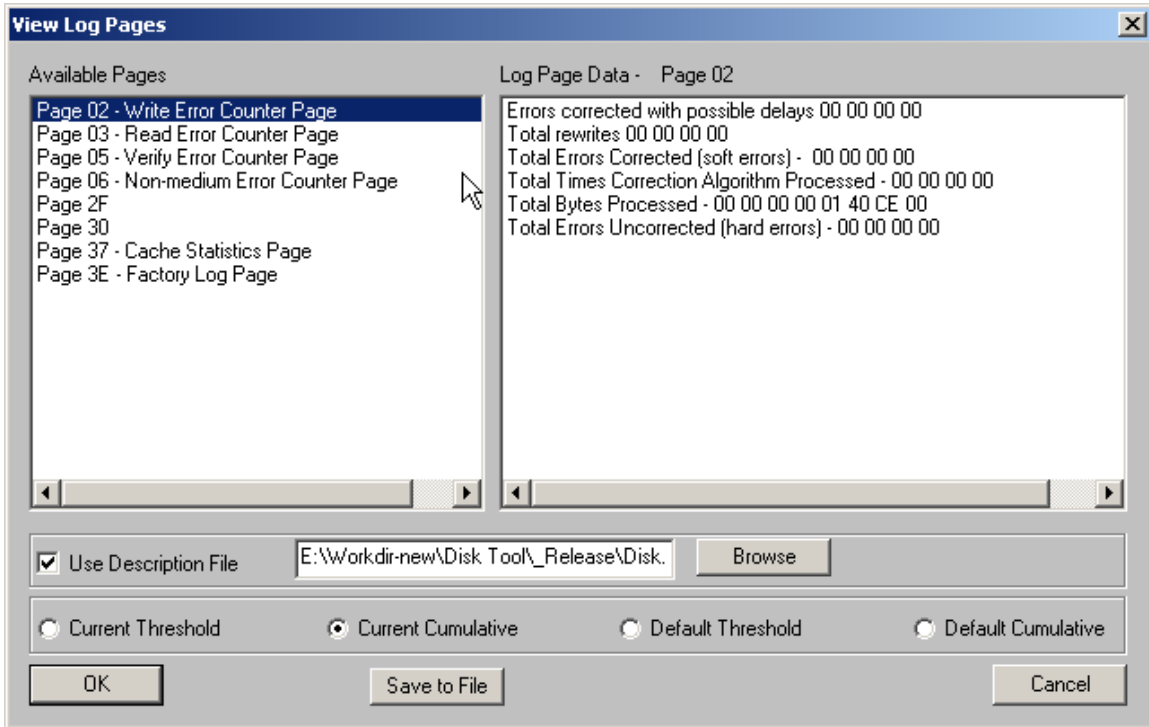 View Log Pages
Available Pages
Page 02 - Write Error Counter Page
Page 03 - Read Error Counter Page
Page 05 - Verify Error Counter Page
Page 06 - Non-medium Error Counter Page
Page 2F
Page 30
Page 37 - Cache Statistics Page
Page 3E - Factory Log Page
Log Page Data - Page 02
Errors corrected with possible delays 00 00 00 00
Total rewrites 00 00 00 00
Total Errors Corrected (soft errors) - 00 00 00 00
Total Times Correction Algorithm Processed - 00 00 00 00
Total Bytes Processed - 00 00 00 00 01 40 CE 00
Total Errors Uncorrected (hard errors) - 00 00 00 00
Use Description File
E:\Workdir-new\Disk Tool\_Release\Disk.
Browse
Current Threshold
Current Cumulative
Default Threshold
Default Cumulative
OK
Save to File
Cancel